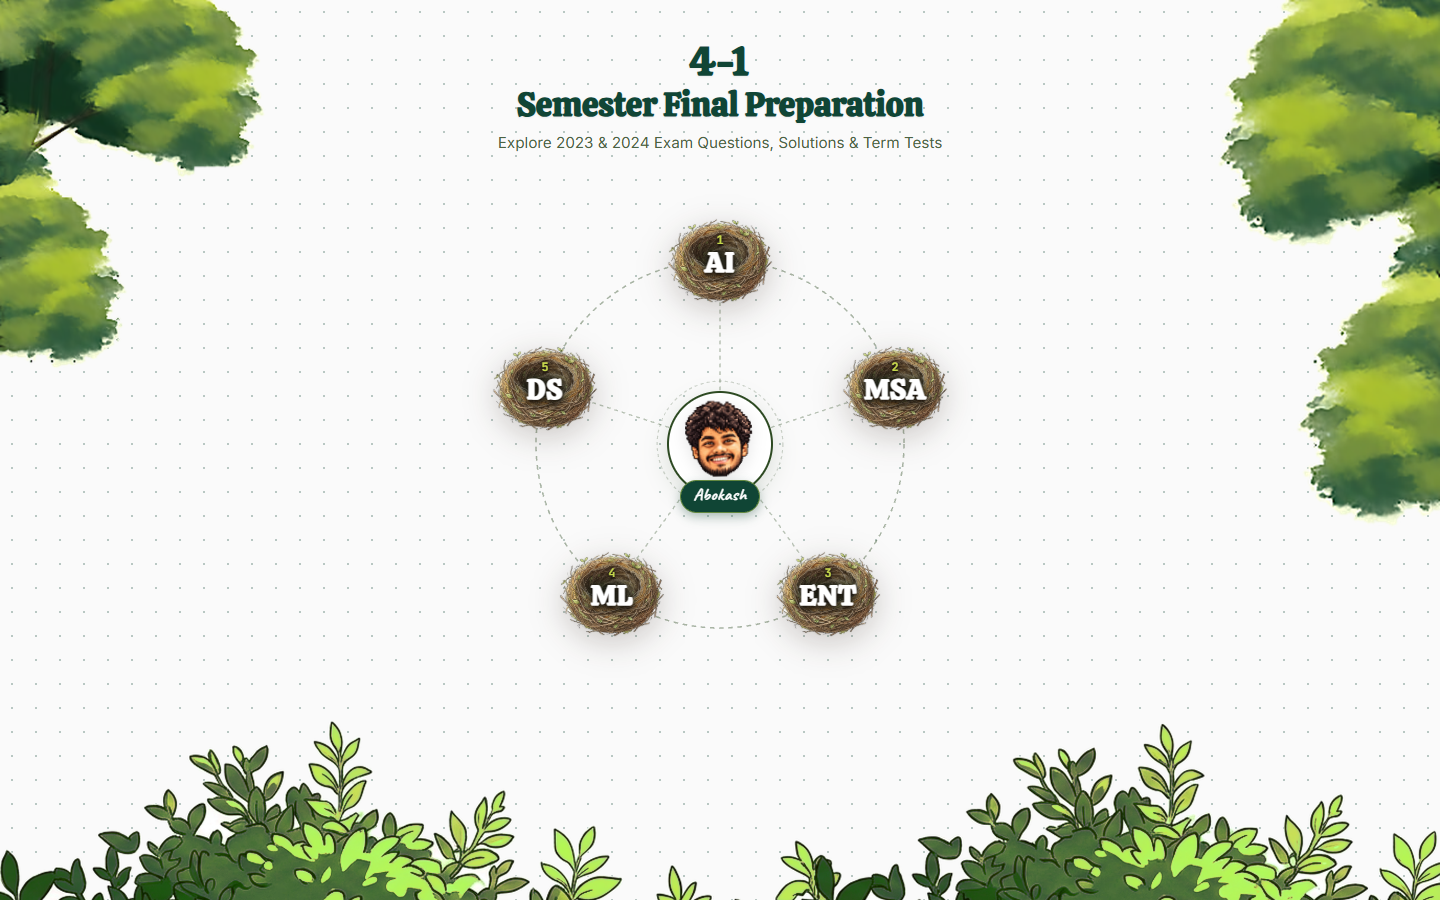 4-1
Semester Final Preparation
Explore 2023 & 2024 Exam Questions, Solutions & Term Tests
1
AI
5
DS
2
MSA
Abokash
4
ML
3
ENT